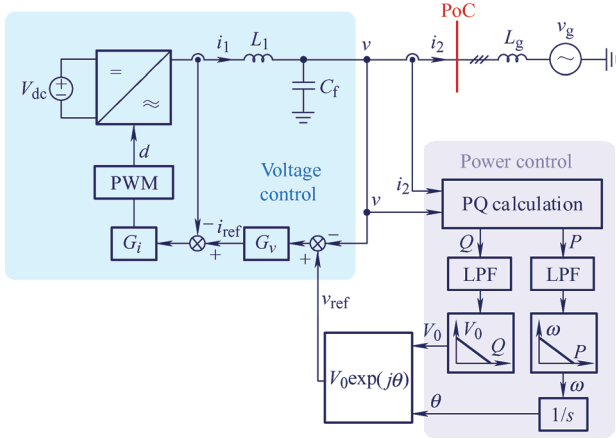 PoC
i1 L1 v i2 Lg vg
Vdc = ≈ Cf
d
PWM
Voltage control
Power control
i2
PQ calculation
v
− iref −
Gi + Gv +
Q P
LPF LPF
vref
V0 V0 Q ω P
V0exp(jθ)
ω
θ 1/s